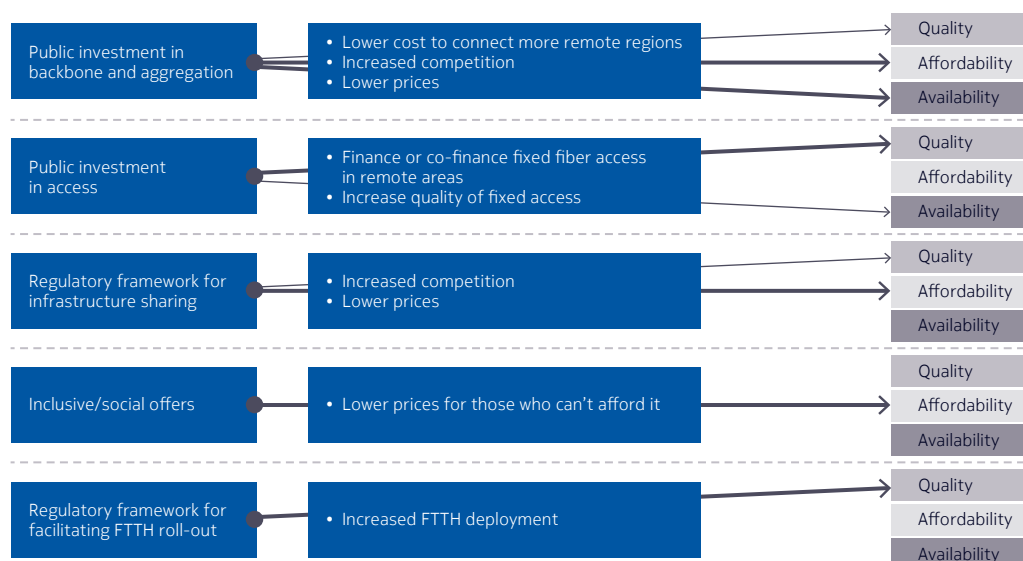 Public investment in
backbone and aggregation
• Lower cost to connect more remote regions
• Increased competition
• Lower prices
Quality
Affordability
Availability
Public investment
in access
• Finance or co-finance fixed fiber access
in remote areas
• Increase quality of fixed access
Quality
Affordability
Availability
Regulatory framework for
infrastructure sharing
• Increased competition
• Lower prices
Quality
Affordability
Availability
Inclusive/social offers
• Lower prices for those who can’t afford it
Quality
Affordability
Availability
Regulatory framework for
facilitating FTTH roll-out
• Increased FTTH deployment
Quality
Affordability
Availability